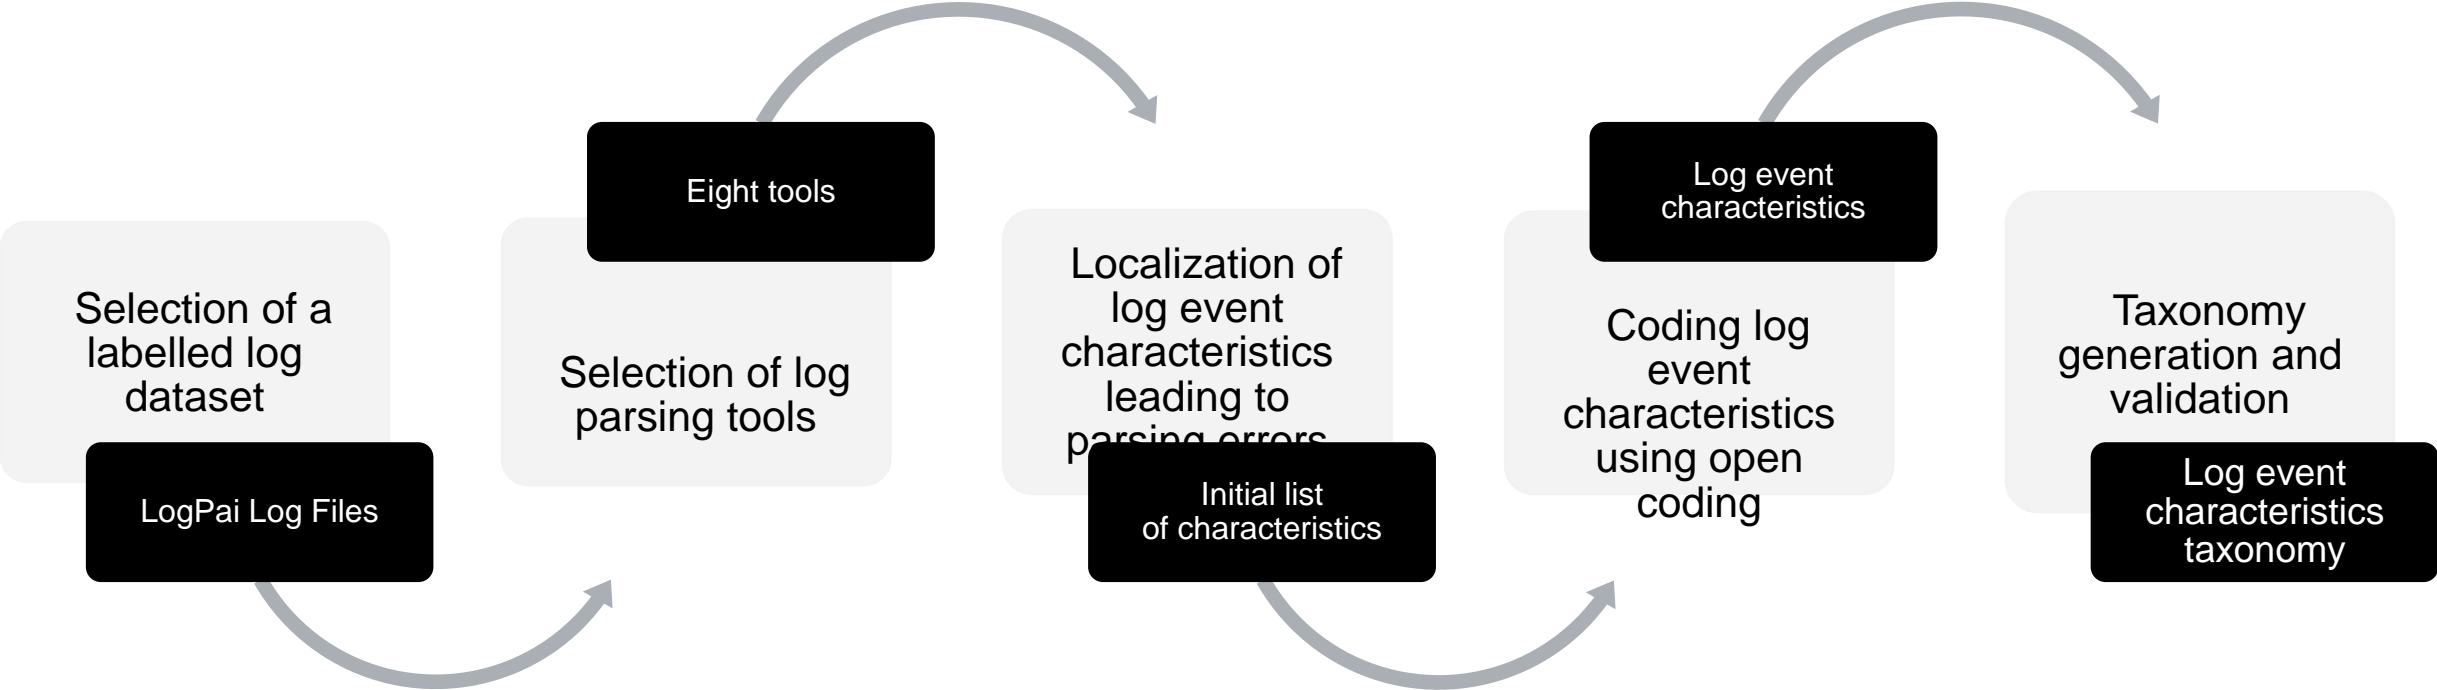 Selection of a
labelled log
dataset
LogPai Log Files
Eight tools
Selection of log
parsing tools
Localization of
log event
characteristics
leading to
parsing errors
Initial list
of characteristics
Log event
characteristics
Coding log
event
characteristics
using open
coding
Taxonomy
generation and
validation
Log event
characteristics
taxonomy